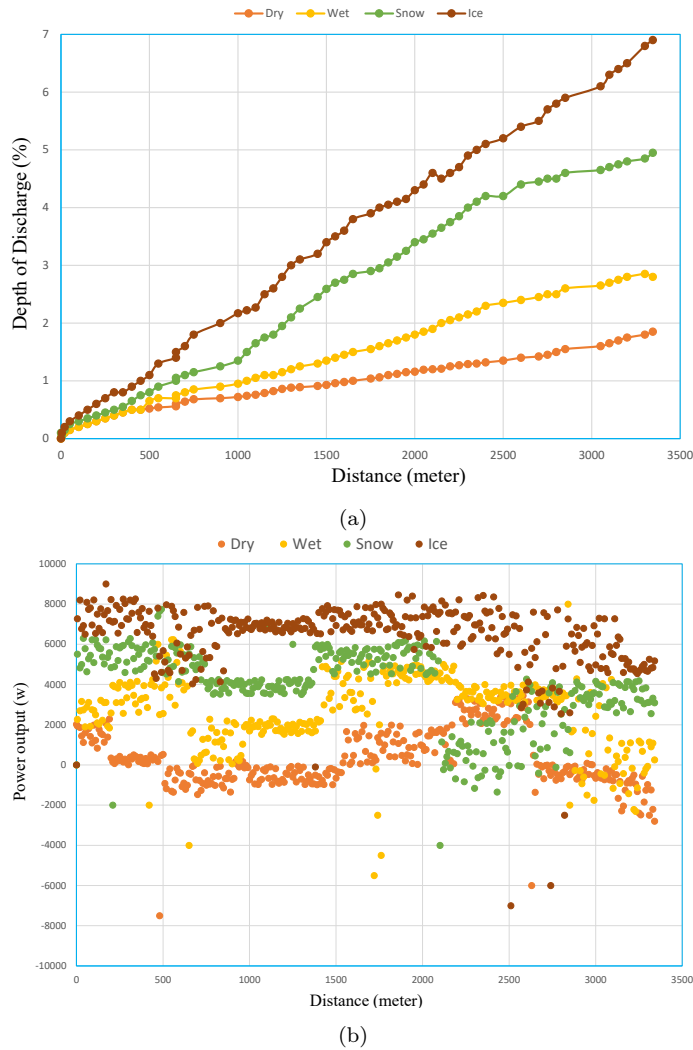 Dry Wet Snow Ice
7
6
5
4
3
2
1
0
Depth of Discharge (%)
0 500 1000 1500 2000 2500 3000 3500
Distance (meter)
(a)
Dry Wet Snow Ice
10000
8000
6000
4000
2000
0
-2000
-4000
-6000
-8000
-10000
Power output (w)
0 500 1000 1500 2000 2500 3000 3500
Distance (meter)
(b)